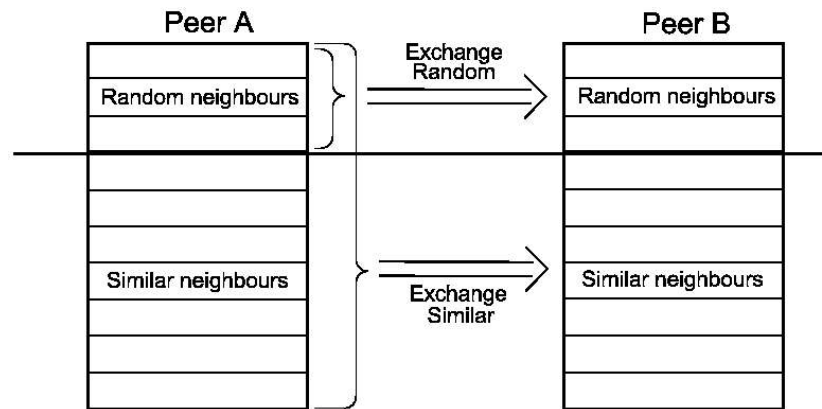 Peer A
Peer B
Exchange
Random
Random neighbours
Random neighbours
Similar neighbours
Similar neighbours
Exchange
Similar